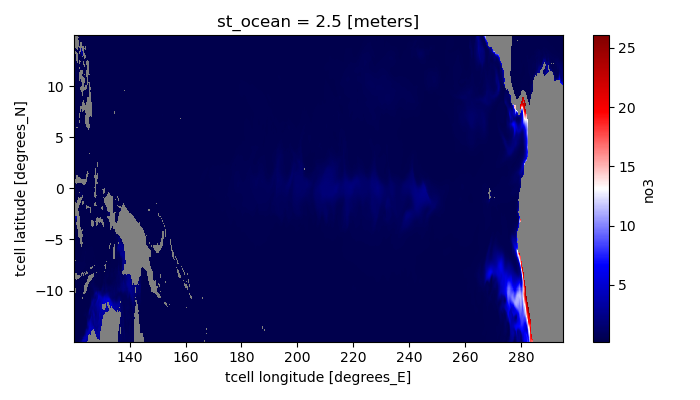 st_ocean = 2.5 [meters]
10
5
0
−5
−10
tcell latitude [degrees_N]
140 160 180 200 220 240 260 280
tcell longitude [degrees_E]
25
20
15
10
5
no3